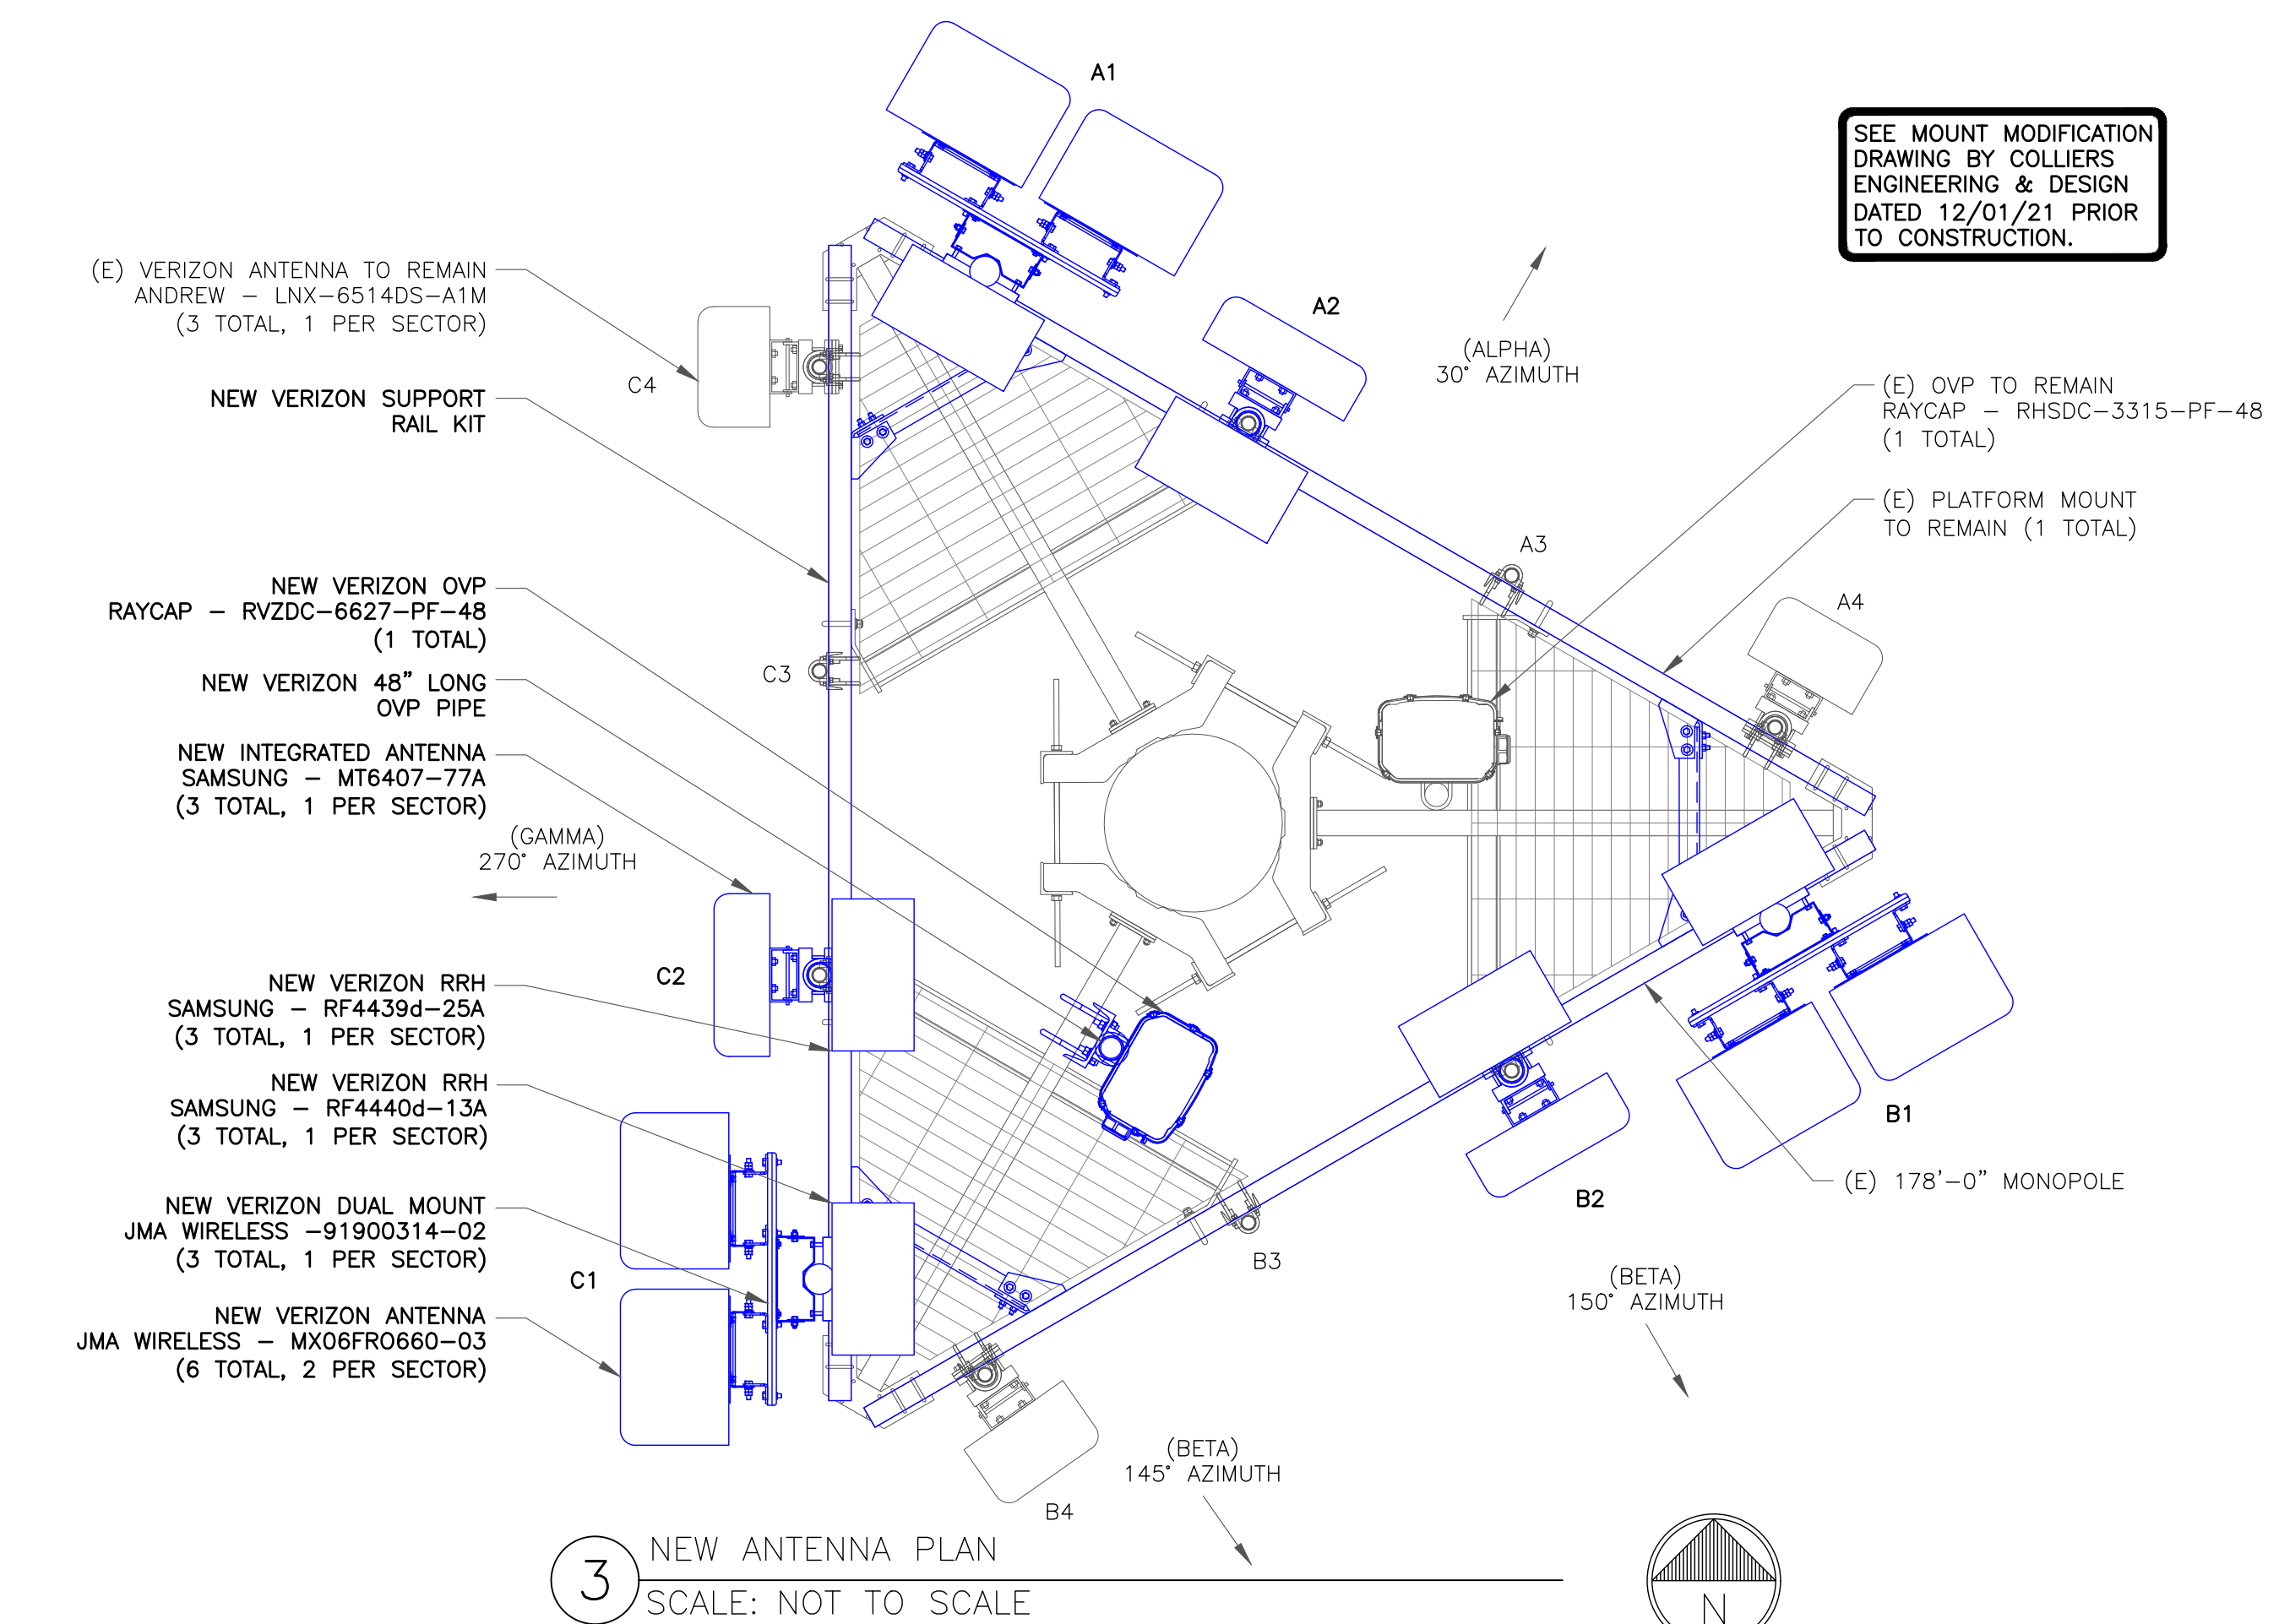 A1
SEE MOUNT MODIFICATION
DRAWING BY COLLIERS
ENGINEERING & DESIGN
DATED 12/01/21 PRIOR
TO CONSTRUCTION.
(E) VERIZON ANTENNA TO REMAIN
ANDREW – LNX–6514DS–A1M
(3 TOTAL, 1 PER SECTOR)
C4
A2
(ALPHA)
30° AZIMUTH
(E) OVP TO REMAIN
RAYCAP – RHSDC–3315–PF–48
(1 TOTAL)
NEW VERIZON SUPPORT
RAIL KIT
(E) PLATFORM MOUNT
TO REMAIN (1 TOTAL)
A3
A4
NEW VERIZON OVP
RAYCAP – RVZDC–6627–PF–48
(1 TOTAL)
C3
NEW VERIZON 48" LONG
OVP PIPE
NEW INTEGRATED ANTENNA
SAMSUNG – MT6407–77A
(3 TOTAL, 1 PER SECTOR)
(GAMMA)
270° AZIMUTH
C2
NEW VERIZON RRH
SAMSUNG – RF4439d–25A
(3 TOTAL, 1 PER SECTOR)
NEW VERIZON RRH
SAMSUNG – RF4440d–13A
(3 TOTAL, 1 PER SECTOR)
B1
(E) 178'–0" MONOPOLE
B2
NEW VERIZON DUAL MOUNT
JMA WIRELESS –91900314–02
(3 TOTAL, 1 PER SECTOR)
C1
B3
(BETA)
150° AZIMUTH
NEW VERIZON ANTENNA
JMA WIRELESS – MX06FRO660–03
(6 TOTAL, 2 PER SECTOR)
(BETA)
145° AZIMUTH
B4
3
NEW ANTENNA PLAN
SCALE: NOT TO SCALE
N